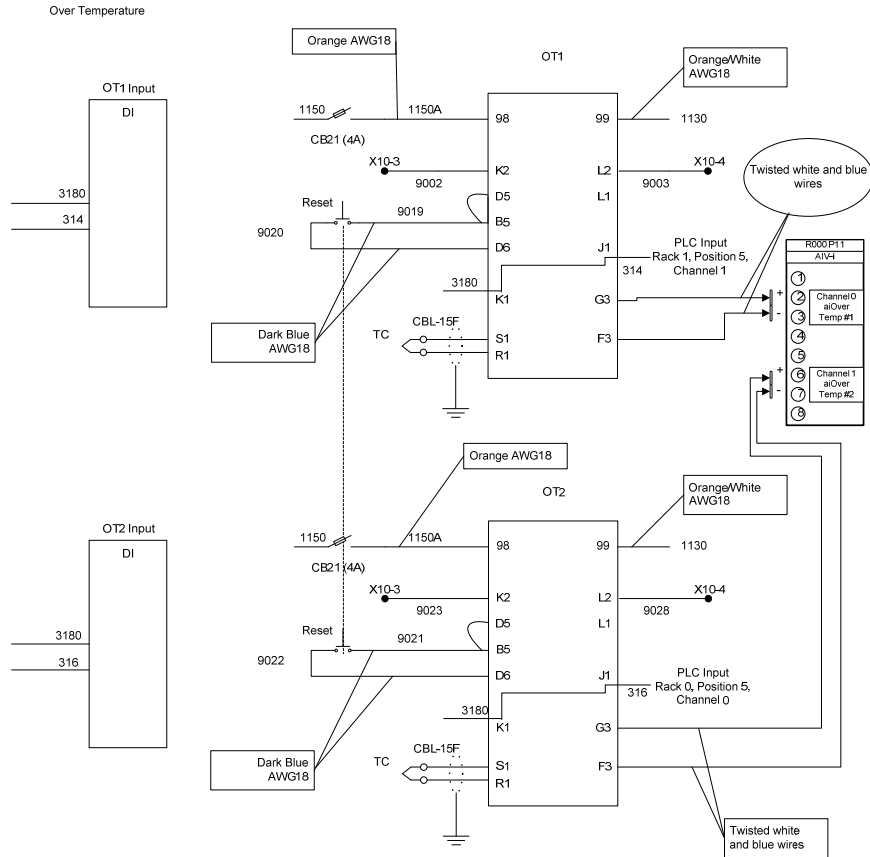 Over Temperature
Orange AWG18
OT1
Orange/White
AWG18
OT1 Input
DI
1150
1150A
98
99
1130
CB21 (4A)
X10-3
K2
L2
X10-4
9002
9003
Twisted white and blue
wires
D5
L1
3180
Reset
9019
B5
314
9020
D6
J1
PLC Input
Rack 1, Position 5,
Channel 1
314
R000 P11
AIV-i
1
3180
K1
G3
+
2
Channel 0
aiOver
Temp #1
-
3
Dark Blue
AWG18
TC
CBL-15F
S1
F3
4
R1
5
+
6
Channel 1
aiOver
Temp #2
-
7
8
Orange AWG18
OT2
Orange/White
AWG18
OT2 Input
DI
1150
1150A
98
99
1130
CB21 (4A)
X10-3
K2
L2
X10-4
9023
9028
D5
L1
3180
Reset
9021
B5
316
9022
D6
J1
PLC Input
Rack 0, Position 5,
Channel 0
316
3180
K1
G3
Dark Blue
AWG18
TC
CBL-15F
S1
F3
R1
Twisted white
and blue wires